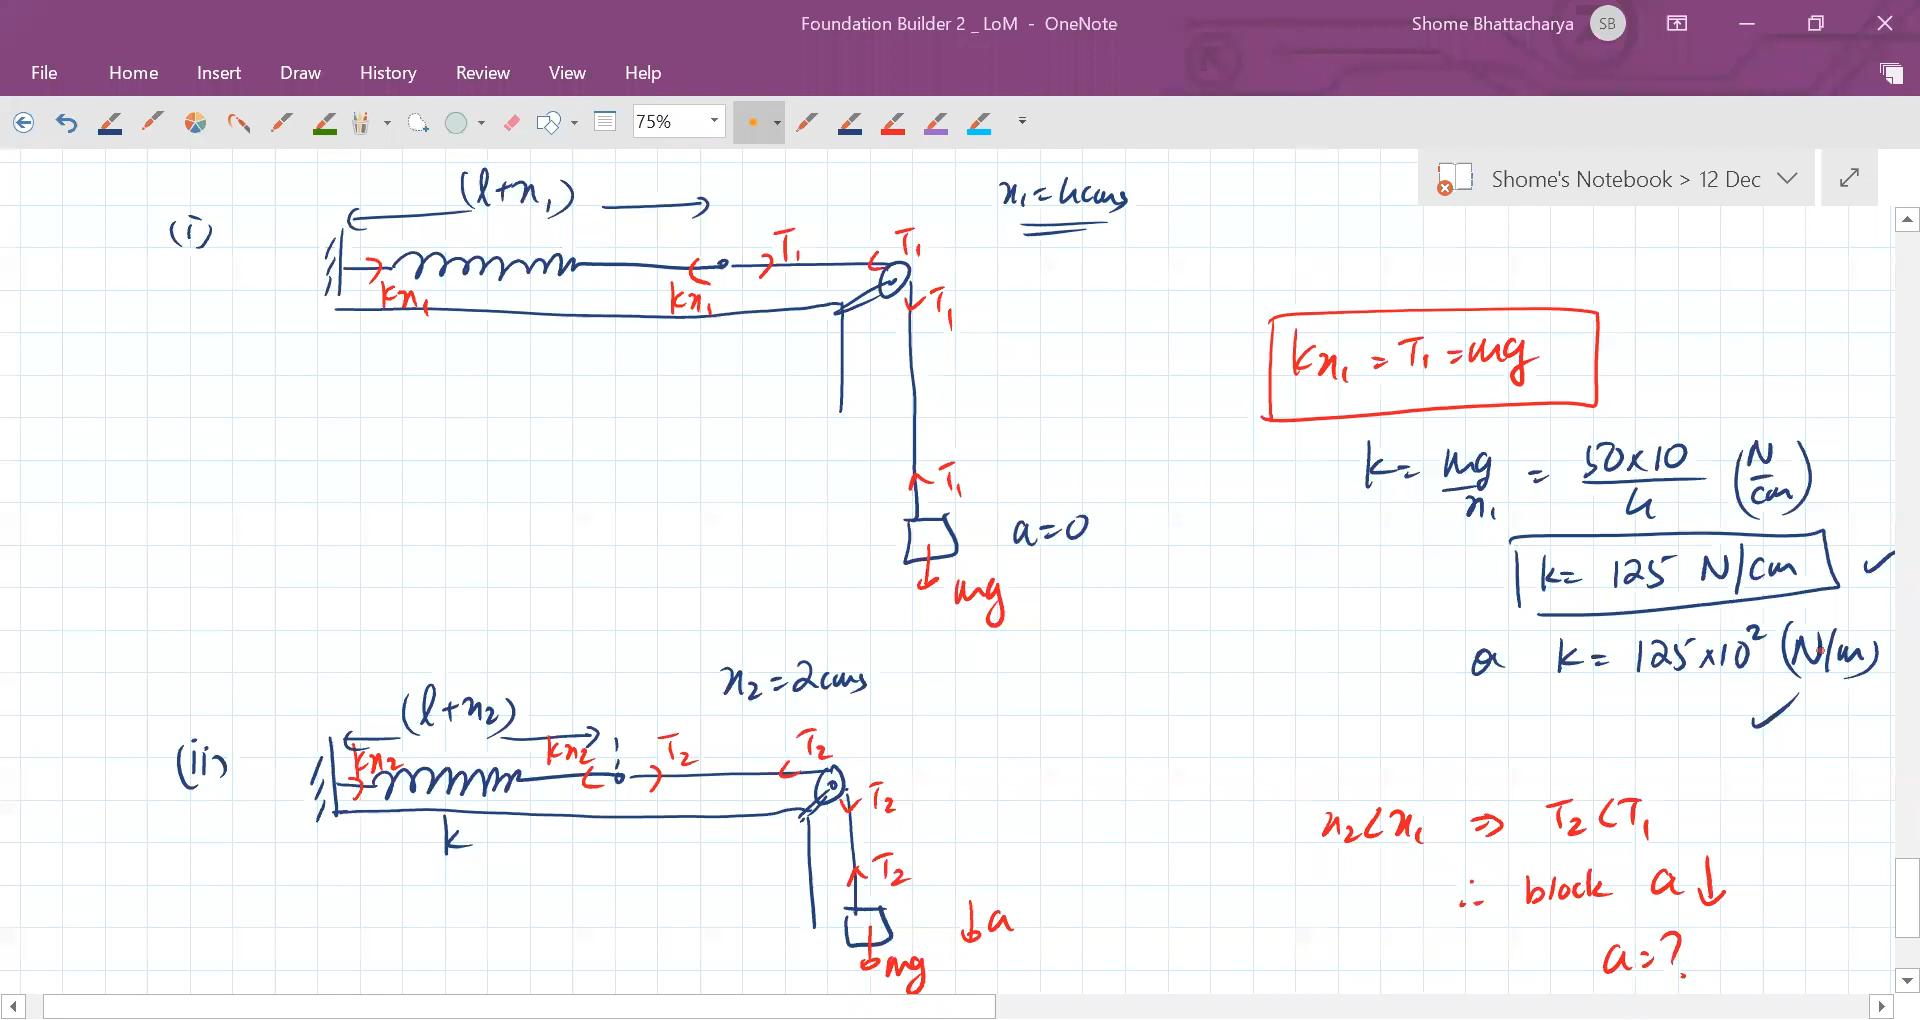 Foundation Builder 2 _ LoM - OneNote
Shome Bhattacharya
SB
File Home Insert Draw History Review View Help
75%
Shome's Notebook > 12 Dec
(i)
(l+x₁)
x₁=4cms
T₁
T₁
kx₁
kx₁
T₁
kx₁ = T₁ = mg
T₁
a=0
mg
k= mg/x₁ = 50×10/4 (N/cm)
k= 125 N/cm
or k= 125×10² (N/m)
x₂=2cms
(ii)
(l+x₂)
kx₂
kx₂
T₂
T₂
T₂
k
T₂
a
mg
x₂<x₁ ⇒ T₂<T₁
∴ block a↓
a=?